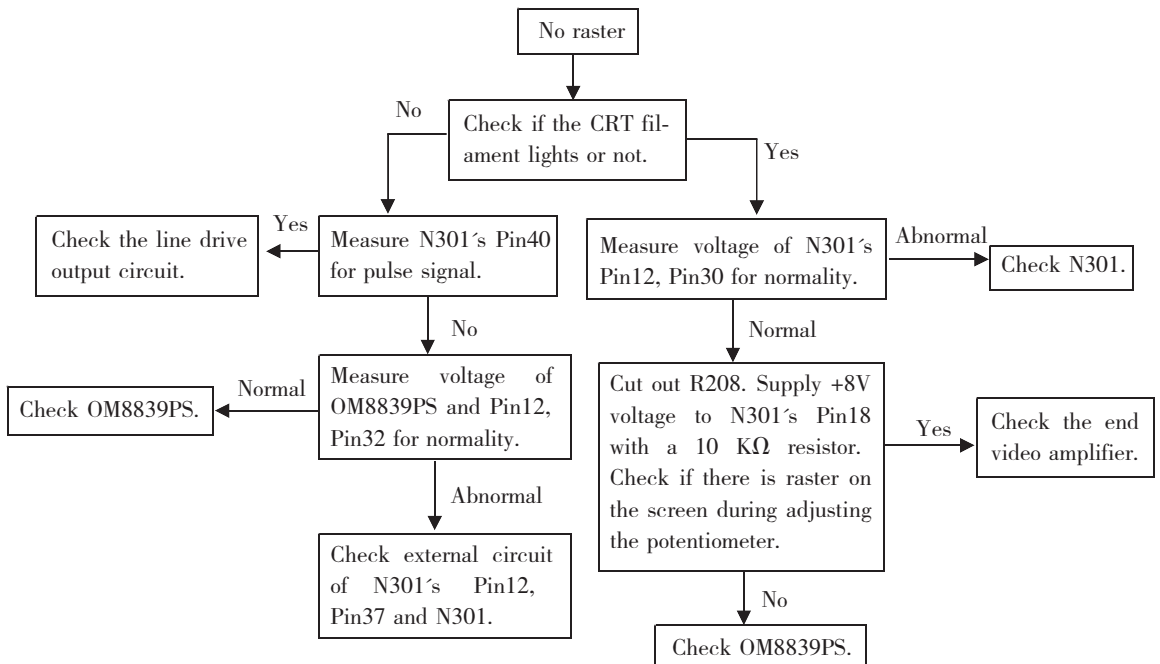 No raster
Check if the CRT fil-
ament lights or not.
No
Yes
Measure N301´s Pin40
for pulse signal.
Yes
Check the line drive
output circuit.
No
Measure voltage of
OM8839PS and Pin12,
Pin32 for normality.
Normal
Check OM8839PS.
Abnormal
Check external circuit
of N301´s Pin12,
Pin37 and N301.
Measure voltage of N301´s
Pin12, Pin30 for normality.
Abnormal
Check N301.
Normal
Cut out R208. Supply +8V
voltage to N301´s Pin18
with a 10 KΩ resistor.
Check if there is raster on
the screen during adjusting
the potentiometer.
Yes
Check the end
video amplifier.
No
Check OM8839PS.